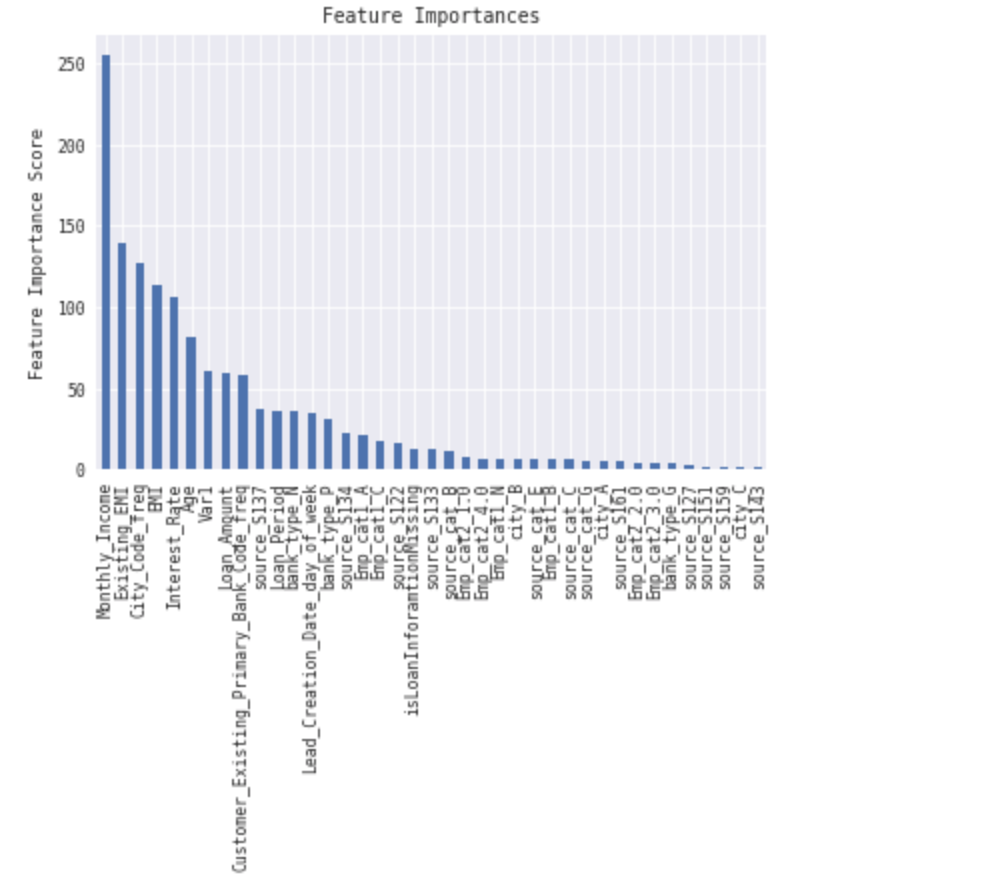 Feature Importances
Feature Importance Score
250
200
150
100
50
0
Monthly_Income
Existing_EMI
City_Code_freq
EMI
Interest_Rate
Age
Var1
Loan_Amount
Customer_Existing_Primary_Bank_Code_freq
source_S137
Loan_Period
bank_type_N
Lead_Creation_Date_day_of_week
bank_type_P
source_S134
Emp_cat1_A
Emp_cat1_C
source_S122
isLoanInforamtionMissing
source_S133
source_cat_B
Emp_cat2_1.0
Emp_cat2_4.0
Emp_cat1_N
city_B
source_cat_E
Emp_cat1_B
source_cat_C
source_cat_G
city_A
source_S161
Emp_cat2_2.0
Emp_cat2_3.0
bank_type_G
source_S127
source_S151
source_S159
city_C
source_S143